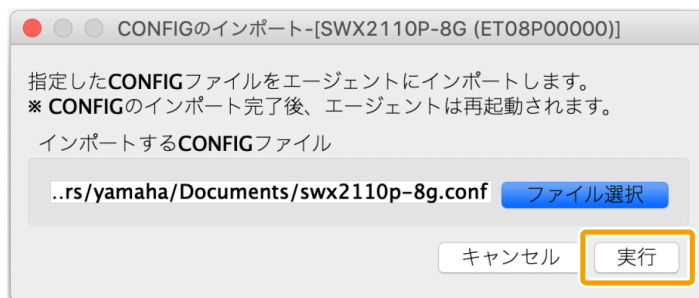 CONFIGのインポート-[SWX2110P-8G (ET08P00000)]
指定したCONFIGファイルをエージェントにインポートします。
※ CONFIGのインポート完了後、エージェントは再起動されます。
インポートするCONFIGファイル
..rs/yamaha/Documents/swx2110p-8g.conf ファイル選択
キャンセル 実行